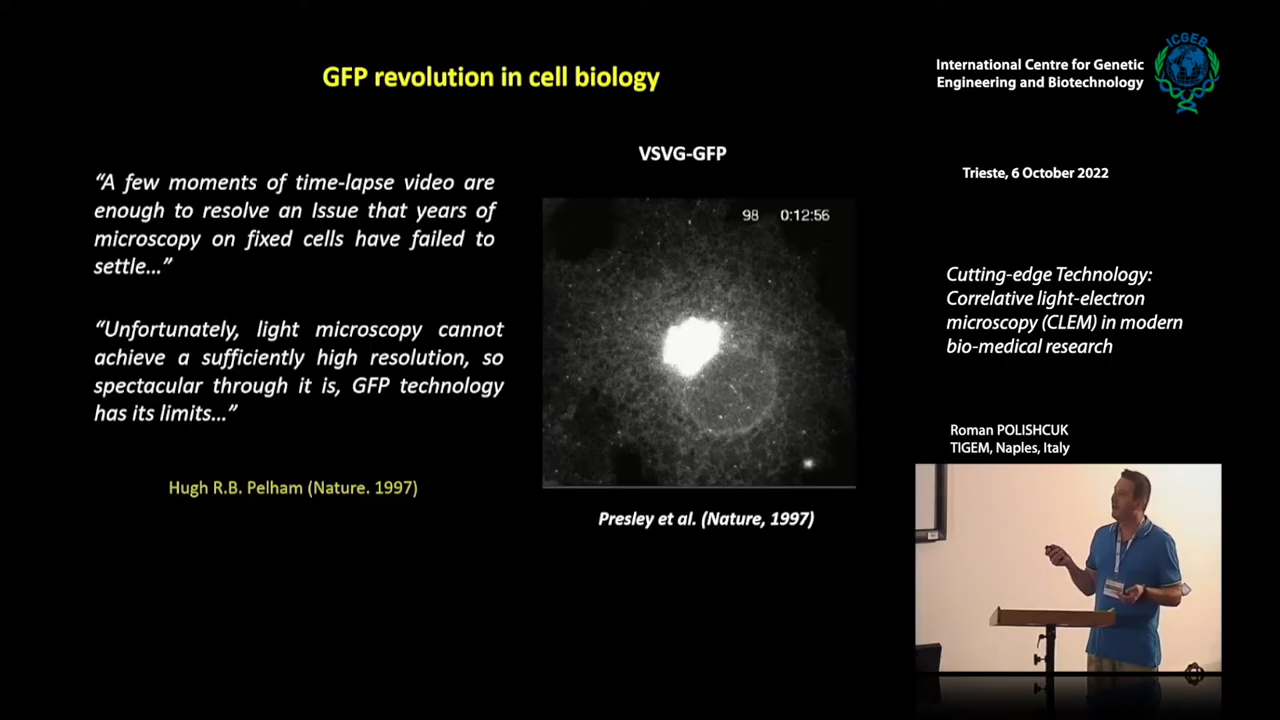 GFP revolution in cell biology
“A few moments of time-lapse video are
enough to resolve an Issue that years of
microscopy on fixed cells have failed to
settle...”
“Unfortunately, light microscopy cannot
achieve a sufficiently high resolution, so
spectacular through it is, GFP technology
has its limits...”
Hugh R.B. Pelham (Nature. 1997)
VSVG-GFP
98 0:12:56
Presley et al. (Nature, 1997)
International Centre for Genetic
Engineering and Biotechnology
ICGEB
Trieste, 6 October 2022
Cutting-edge Technology:
Correlative light-electron
microscopy (CLEM) in modern
bio-medical research
Roman POLISHCUK
TIGEM, Naples, Italy